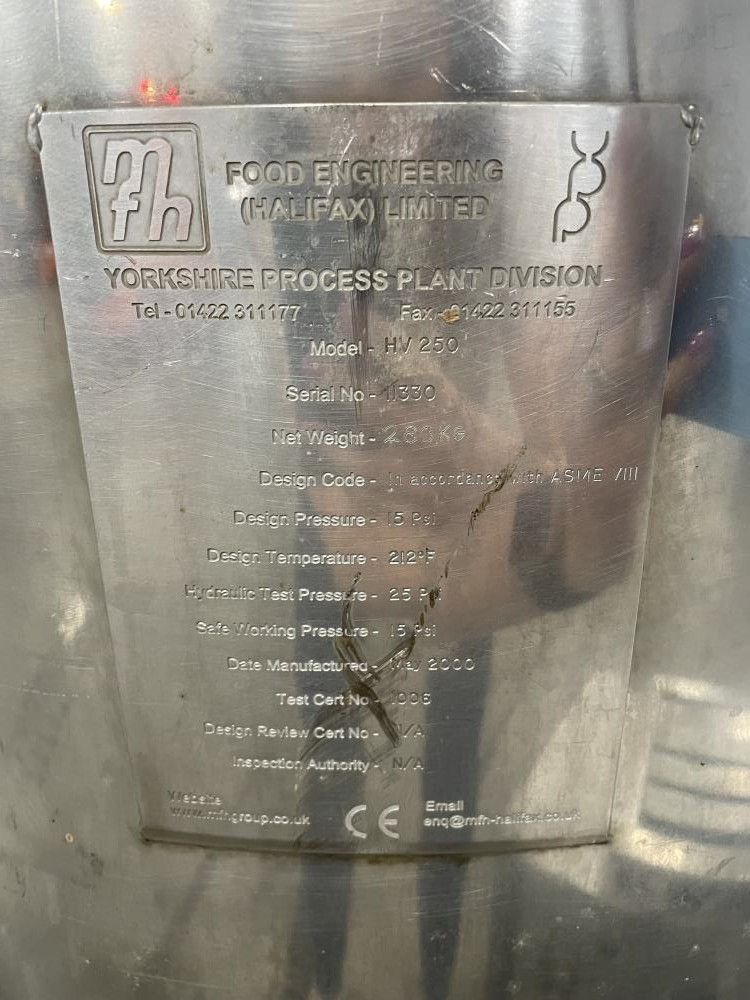 mfh
FOOD ENGINEERING
(HALIFAX) LIMITED
YORKSHIRE PROCESS PLANT DIVISION
Tel - 01422 311177 Fax - 01422 311155
Model - HV 250
Serial No - 11330
Net Weight - 280KG
Design Code - In accordance with ASME VIII
Design Pressure - 15 Psi
Design Temperature - 212°F
Hydraulic Test Pressure - 25 Psi
Safe Working Pressure - 15 Psi
Date Manufactured - May 2000
Test Cert No - 1006
Design Review Cert No - N/A
Inspection Authority - N/A
Website Email
www.mfhgroup.co.uk CE enq@mfh-halifax.co.uk